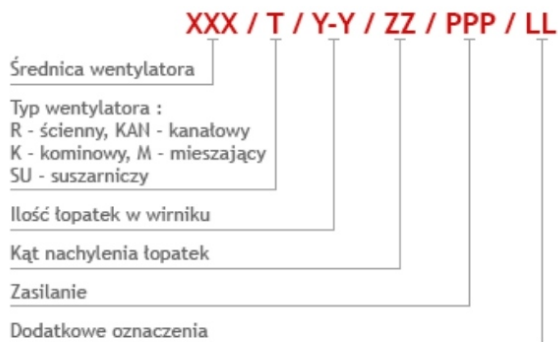 XXX / T / Y-Y / ZZ / PPP / LL
Średnica wentylatora
Typ wentylatora :
R - ścienny, KAN - kanałowy
K - kominowy, M - mieszający
SU - suszarniczy
Ilość łopatek w wirniku
Kąt nachylenia łopatek
Zasilanie
Dodatkowe oznaczenia